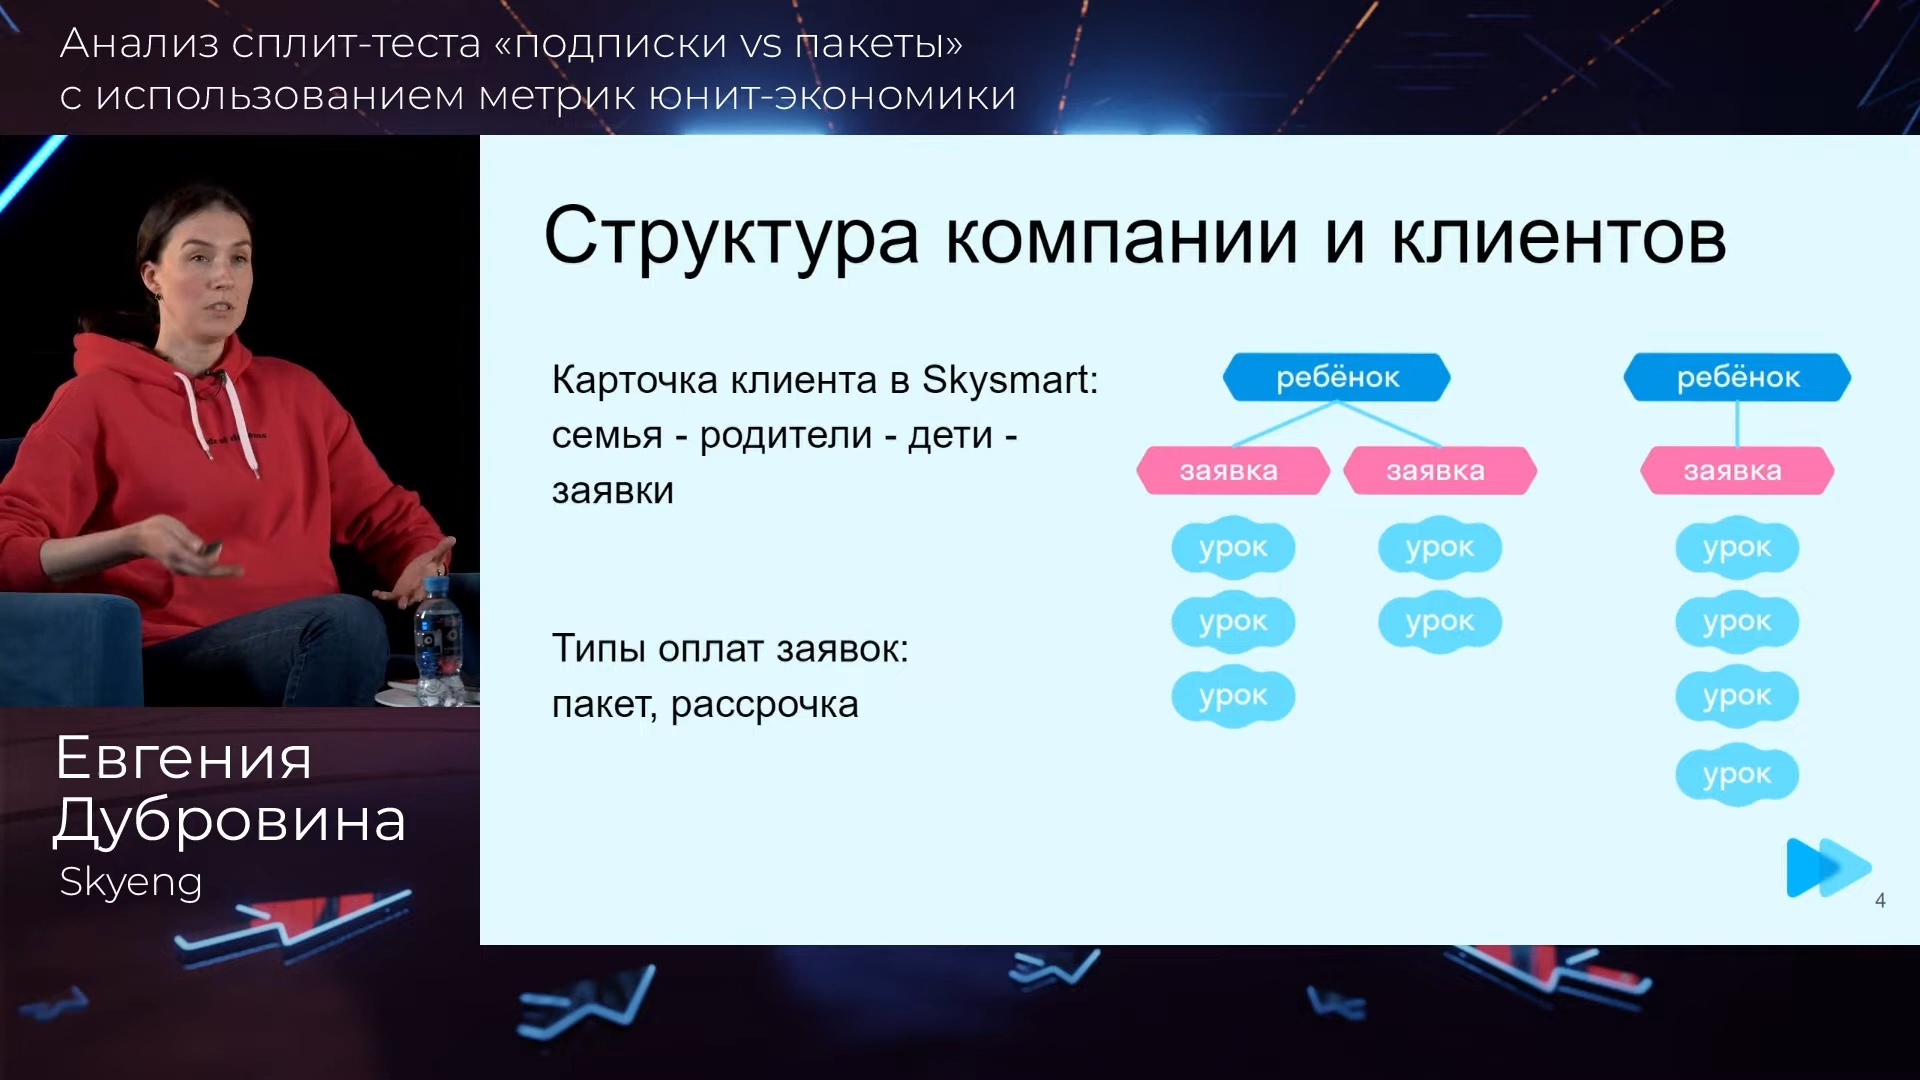 Анализ сплит-теста «подписки vs пакеты»
с использованием метрик юнит-экономики
Структура компании и клиентов
Карточка клиента в Skysmart:
семья - родители - дети -
заявки
Типы оплат заявок:
пакет, рассрочка
ребёнок
заявка заявка
урок урок
урок урок
урок
ребёнок
заявка
урок
урок
урок
урок
4
Евгения
Дубровина
Skyeng